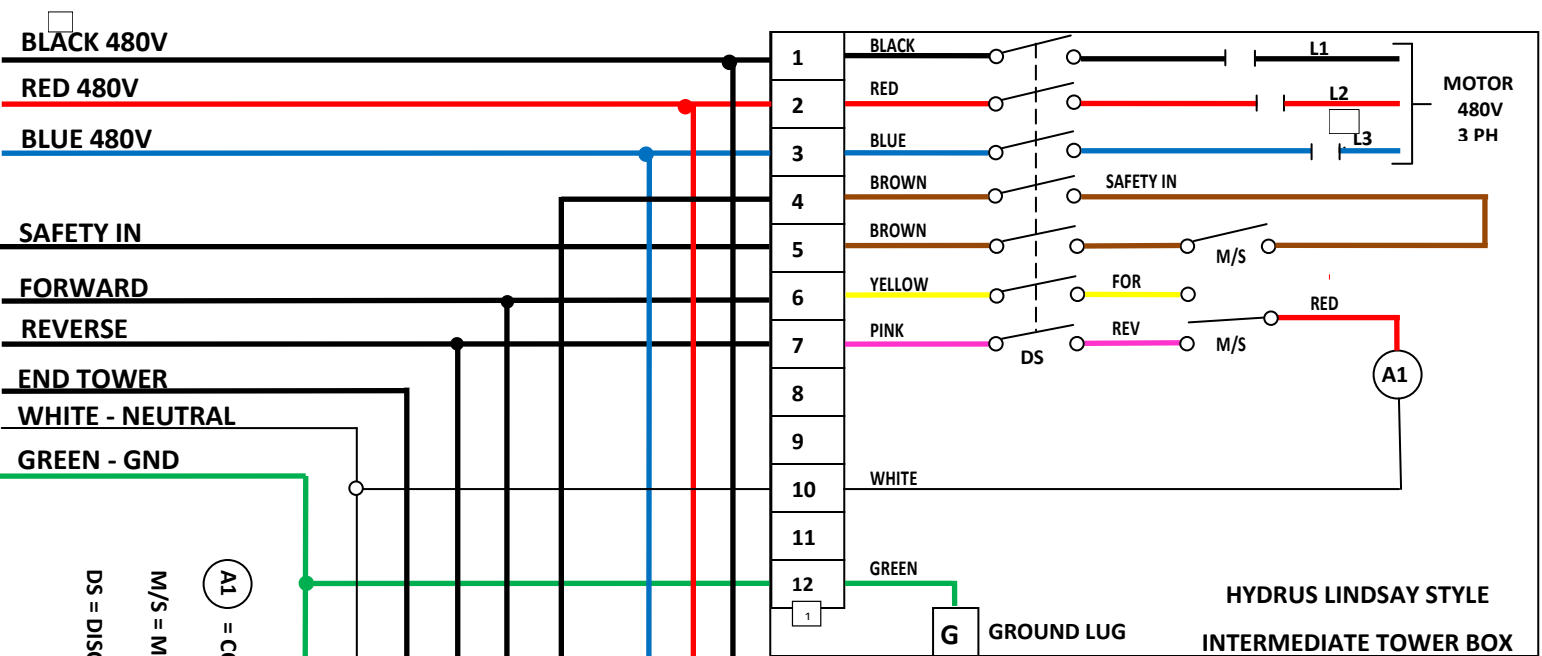 BLACK 480V
RED 480V
BLUE 480V
SAFETY IN
FORWARD
REVERSE
END TOWER
WHITE - NEUTRAL
GREEN - GND
A1 = CO
M/S = M
DS = DISC
1
2
3
4
5
6
7
8
9
10
11
12
1
BLACK
L1
RED
L2
BLUE
L3
MOTOR
480V
3 PH
BROWN
SAFETY IN
BROWN
M/S
YELLOW
FOR
RED
PINK
REV
M/S
DS
A1
WHITE
GREEN
G
GROUND LUG
HYDRUS LINDSAY STYLE
INTERMEDIATE TOWER BOX